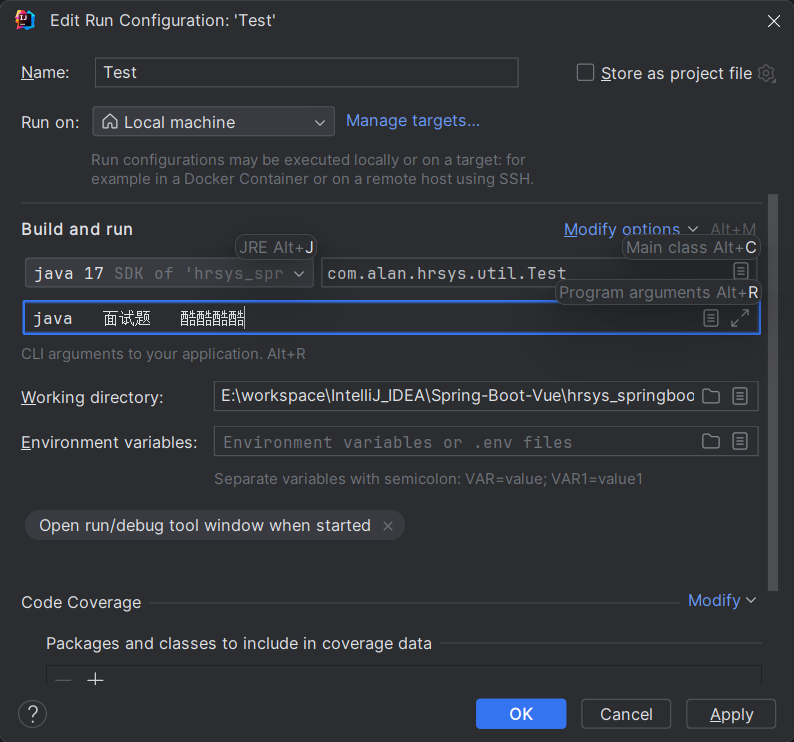 Edit Run Configuration: 'Test'
Name: Test Store as project file
Run on: Local machine Manage targets...
Run configurations may be executed locally or on a target: for
example in a Docker Container or on a remote host using SSH.
Build and run Modify options Alt+M
JRE Alt+J Main class Alt+C
java 17 SDK of 'hrsys_spr com.alan.hrsys.util.Test
Program arguments Alt+R
java 面试题 酷酷酷酷
CLI arguments to your application. Alt+R
Working directory: E:\workspace\IntelliJ_IDEA\Spring-Boot-Vue\hrsys_springboo
Environment variables: Environment variables or .env files
Separate variables with semicolon: VAR=value; VAR1=value1
Open run/debug tool window when started ×
Code Coverage Modify
Packages and classes to include in coverage data
— +
? OK Cancel Apply